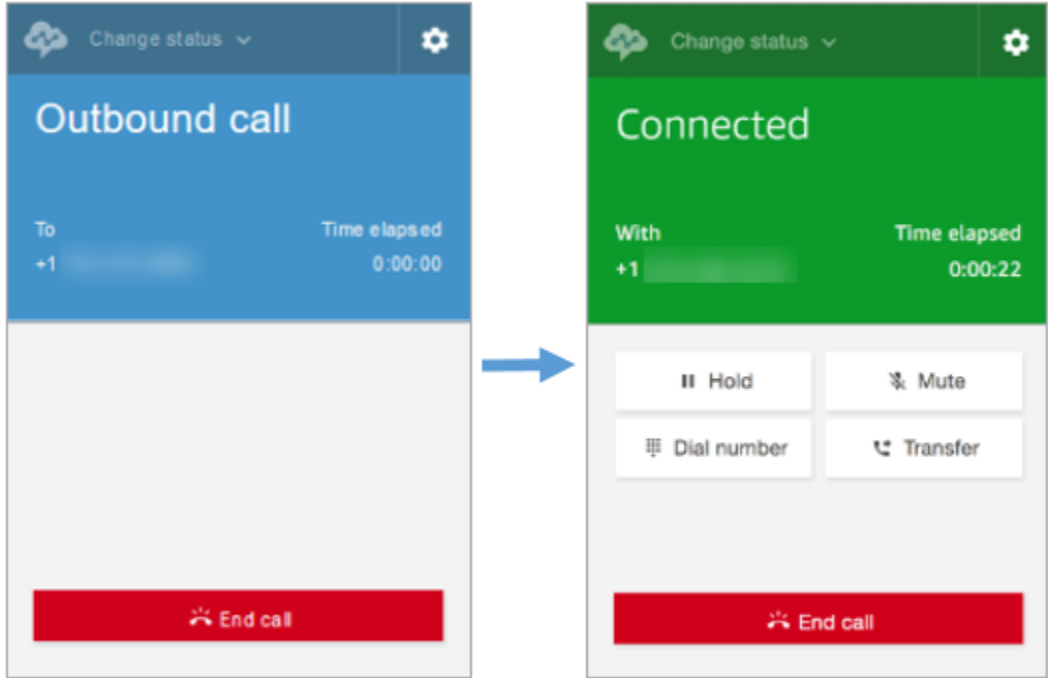 Change status
Outbound call
To
Time elapsed
+1
0:00:00
End call
Change status
Connected
With
Time elapsed
+1
0:00:22
Hold
Mute
Dial number
Transfer
End call